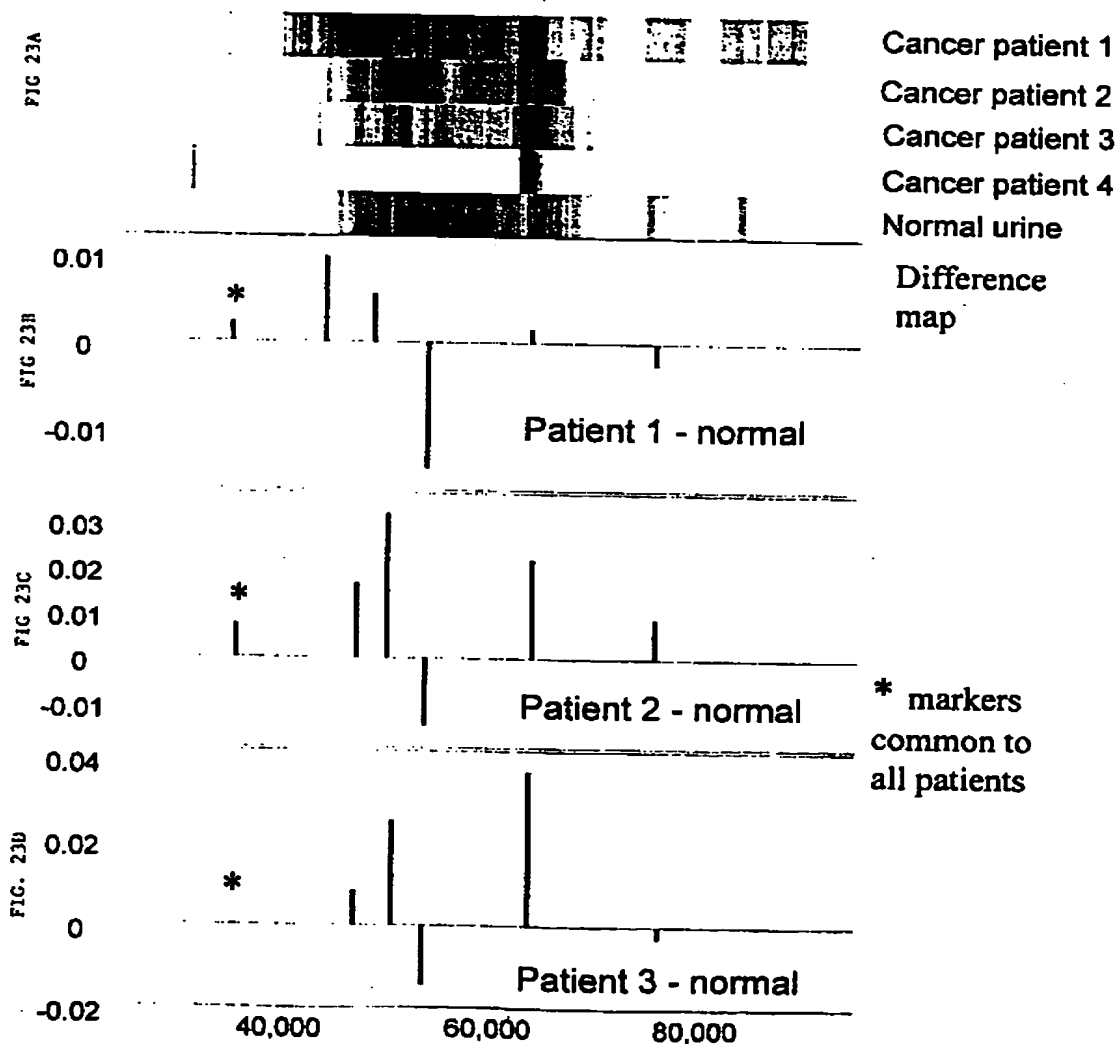 FIG 23A
Cancer patient 1
Cancer patient 2
Cancer patient 3
Cancer patient 4
Normal urine
FIG 23B
0.01
0
-0.01
*
Difference
map
Patient 1 - normal
FIG 23C
0.03
0.02
0.01
0
-0.01
*
Patient 2 - normal
* markers
common to
all patients
FIG. 23D
0.04
0.02
0
-0.02
*
Patient 3 - normal
40,000 60,000 80,000